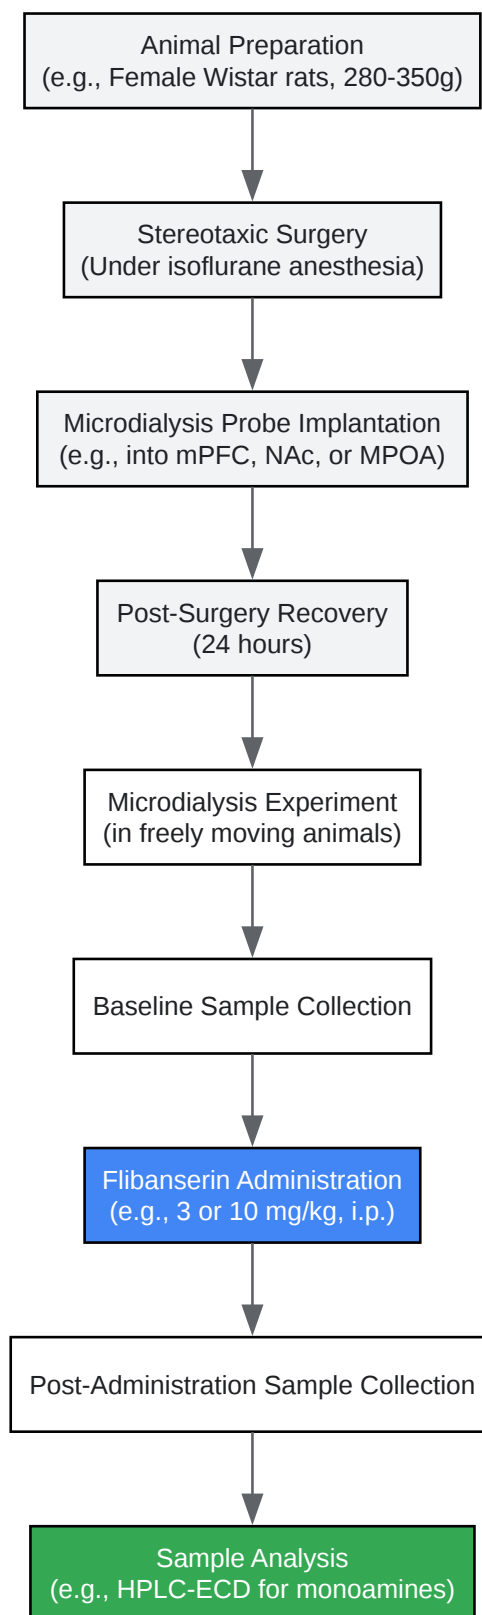 Animal Preparation
(e.g., Female Wistar rats, 280-350g)
Stereotaxic Surgery
(Under isoflurane anesthesia)
Microdialysis Probe Implantation
(e.g., into mPFC, NAc, or MPOA)
Post-Surgery Recovery
(24 hours)
Microdialysis Experiment
(in freely moving animals)
Baseline Sample Collection
Flibanserin Administration
(e.g., 3 or 10 mg/kg, i.p.)
Post-Administration Sample Collection
Sample Analysis
(e.g., HPLC-ECD for monoamines)